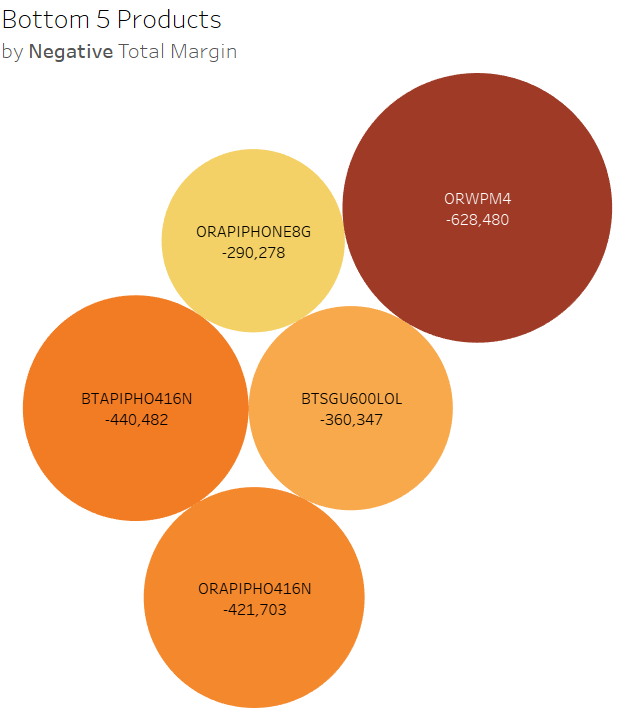 Bottom 5 Products
by Negative Total Margin
ORWPM4
-628,480
ORAPIPHONE8G
-290,278
BTAPIPHO416N
-440,482
BTSGU600LOL
-360,347
ORAPIPHO416N
-421,703